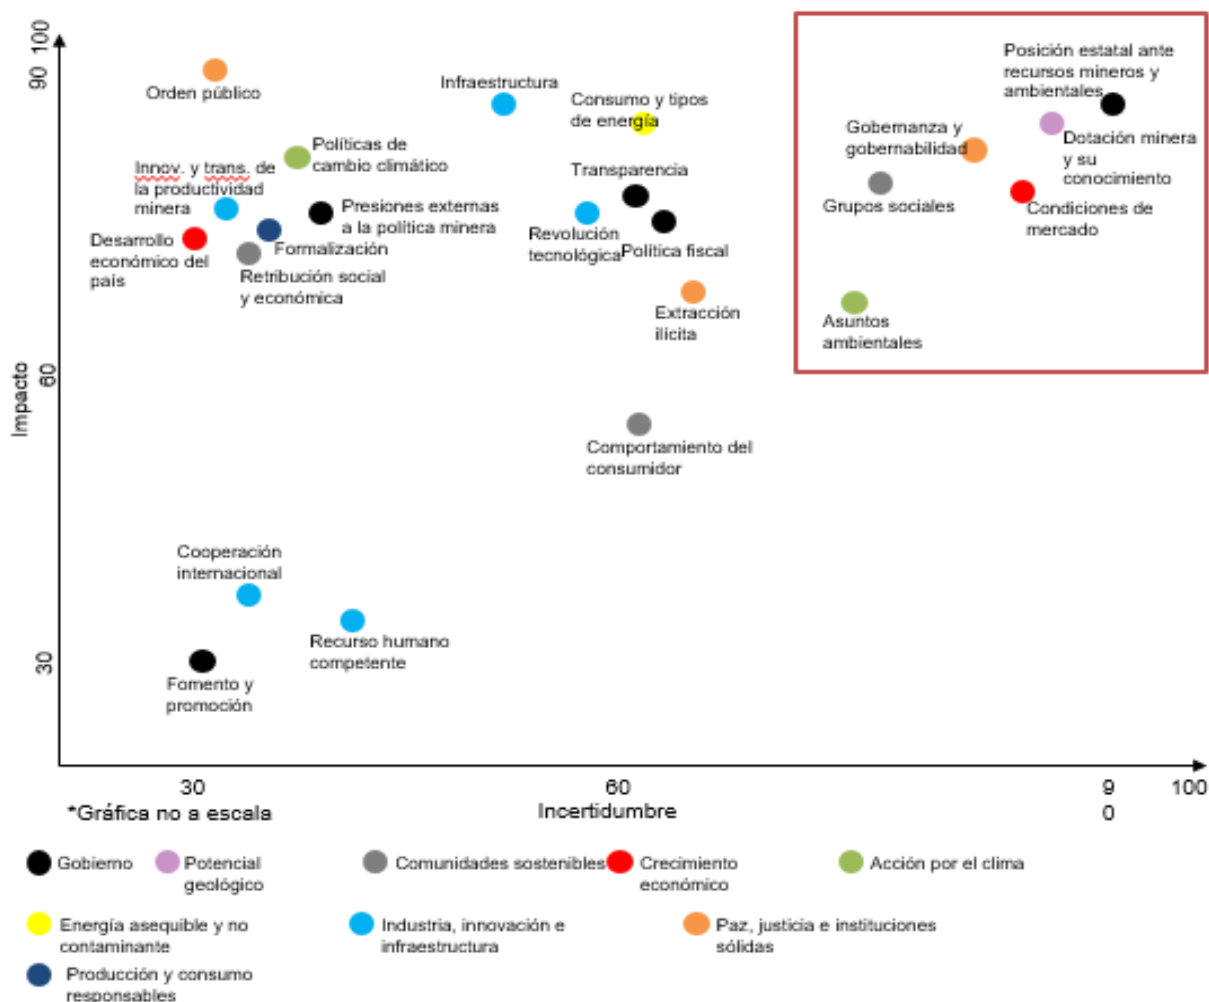 100
90
60
30
Impacto
Orden público
Infraestructura
Consumo y tipos
de energía
Posición estatal ante
recursos mineros y
ambientales
Gobernanza y
gobernabilidad
Dotación minera
y su
conocimiento
Políticas de
cambio climático
Innov. y trans. de
la productividad
minera
Transparencia
Presiones externas
a la política minera
Grupos sociales
Condiciones de
mercado
Desarrollo
económico del
país
Formalización
Revolución
tecnológica
Política fiscal
Retribución social
y económica
Extracción
ilícita
Asuntos
ambientales
Comportamiento del
consumidor
Cooperación
internacional
Recurso humano
competente
Fomento y
promoción
30
60
9
0
100
*Gráfica no a escala
Incertidumbre
Gobierno
Potencial
geológico
Comunidades sostenibles
Crecimiento
económico
Acción por el clima
Energía asequible y no
contaminante
Industria, innovación e
infraestructura
Paz, justicia e instituciones
sólidas
Producción y consumo
responsables